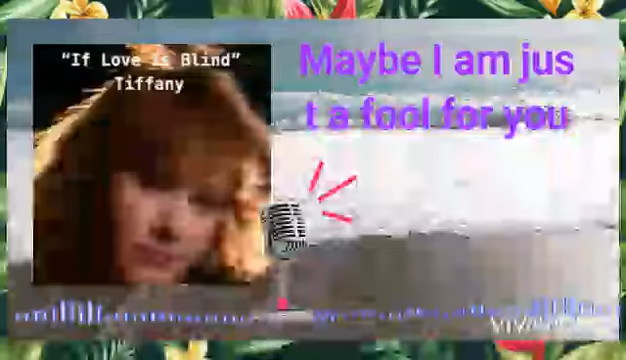 “If Love is Blind”
Tiffany
Maybe I am jus
t a fool for you